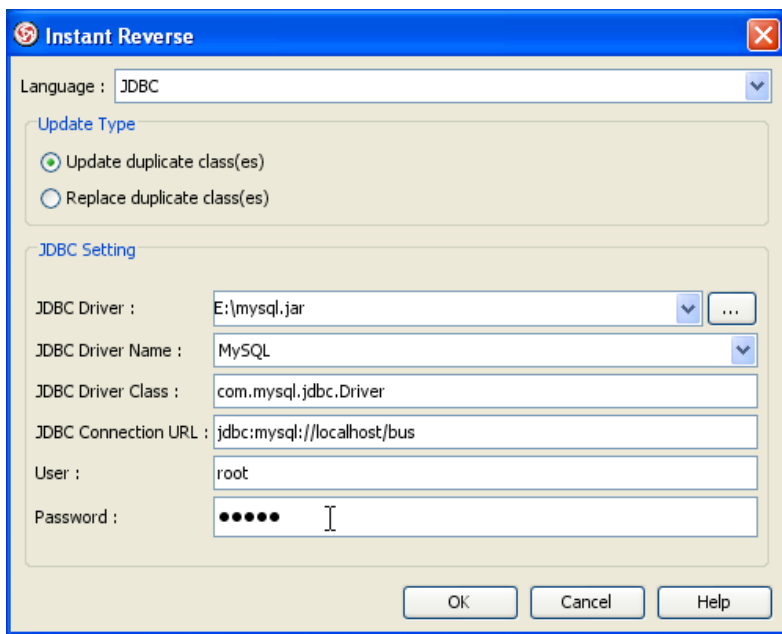 Instant Reverse
Language : JDBC
Update Type
Update duplicate class(es)
Replace duplicate class(es)
JDBC Setting
JDBC Driver : E:\mysql.jar ...
JDBC Driver Name : MySQL
JDBC Driver Class : com.mysql.jdbc.Driver
JDBC Connection URL : jdbc:mysql://localhost/bus
User : root
Password : ●●●●●
OK Cancel Help